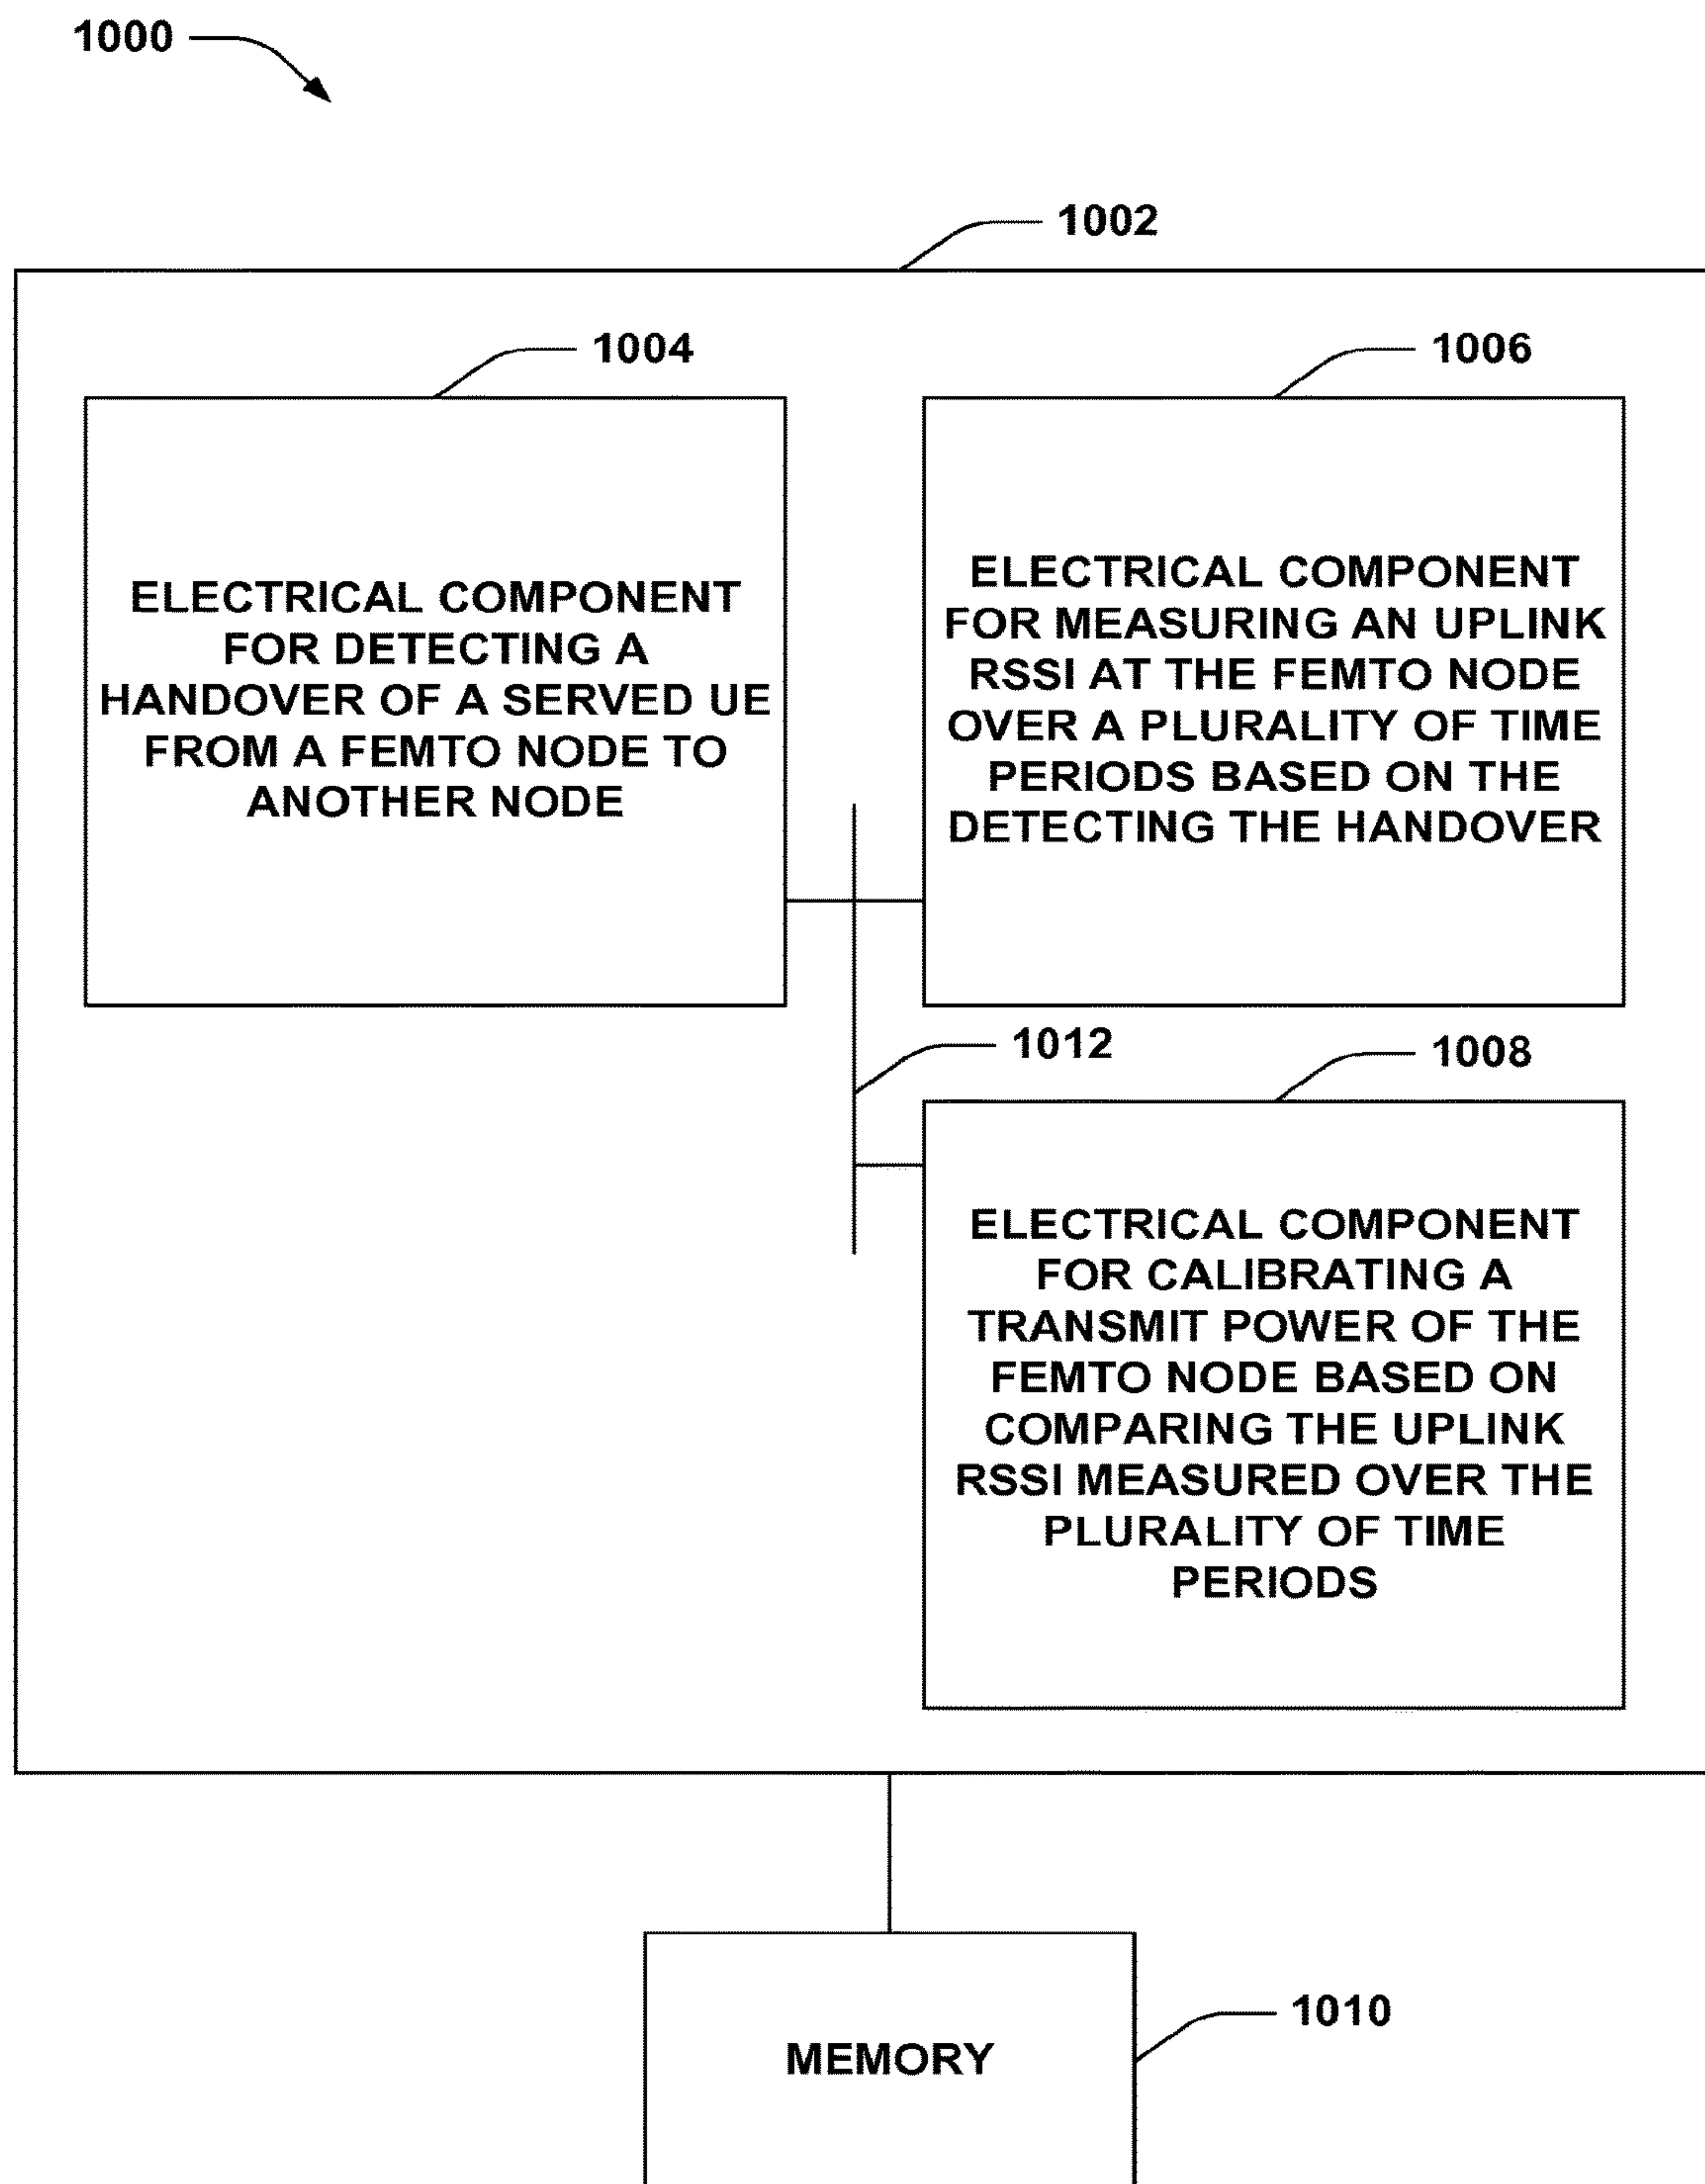 1000
1002
1004
ELECTRICAL COMPONENT
FOR DETECTING A
HANDOVER OF A SERVED UE
FROM A FEMTO NODE TO
ANOTHER NODE
1006
ELECTRICAL COMPONENT
FOR MEASURING AN UPLINK
RSSI AT THE FEMTO NODE
OVER A PLURALITY OF TIME
PERIODS BASED ON THE
DETECTING THE HANDOVER
1012
1008
ELECTRICAL COMPONENT
FOR CALIBRATING A
TRANSMIT POWER OF THE
FEMTO NODE BASED ON
COMPARING THE UPLINK
RSSI MEASURED OVER THE
PLURALITY OF TIME
PERIODS
1010
MEMORY